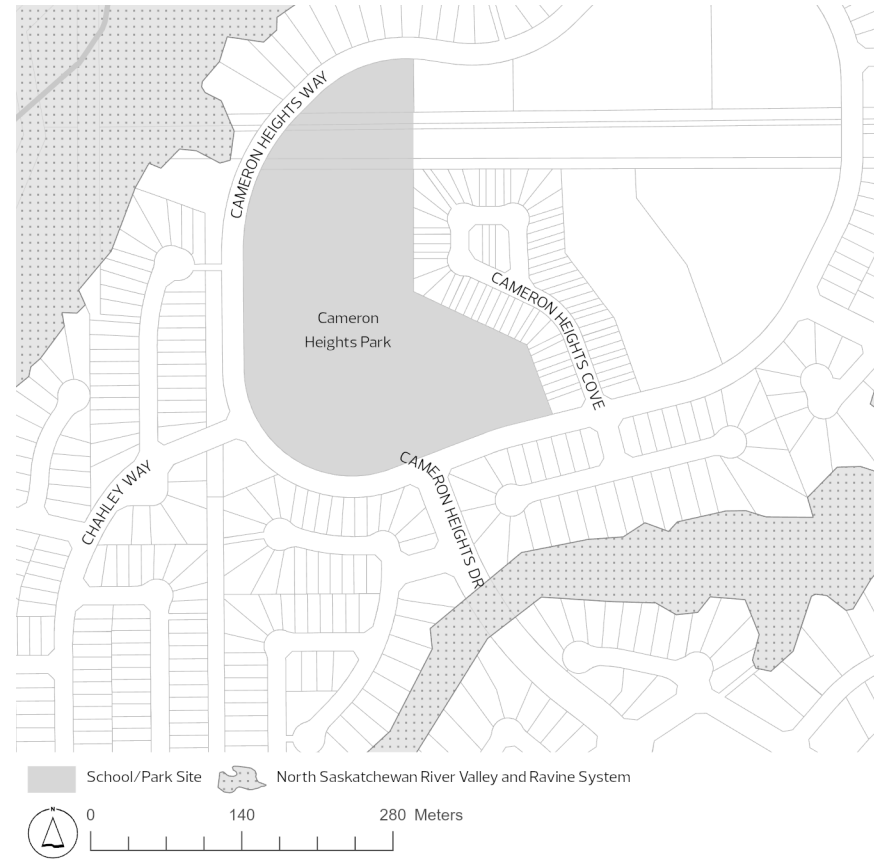 CAMERON HEIGHTS WAY
CAMERON HEIGHTS COVE
Cameron
Heights Park
CAMERON HEIGHTS DR
CHAHLEY WAY
School/Park Site
North Saskatchewan River Valley and Ravine System
N
0 140 280 Meters